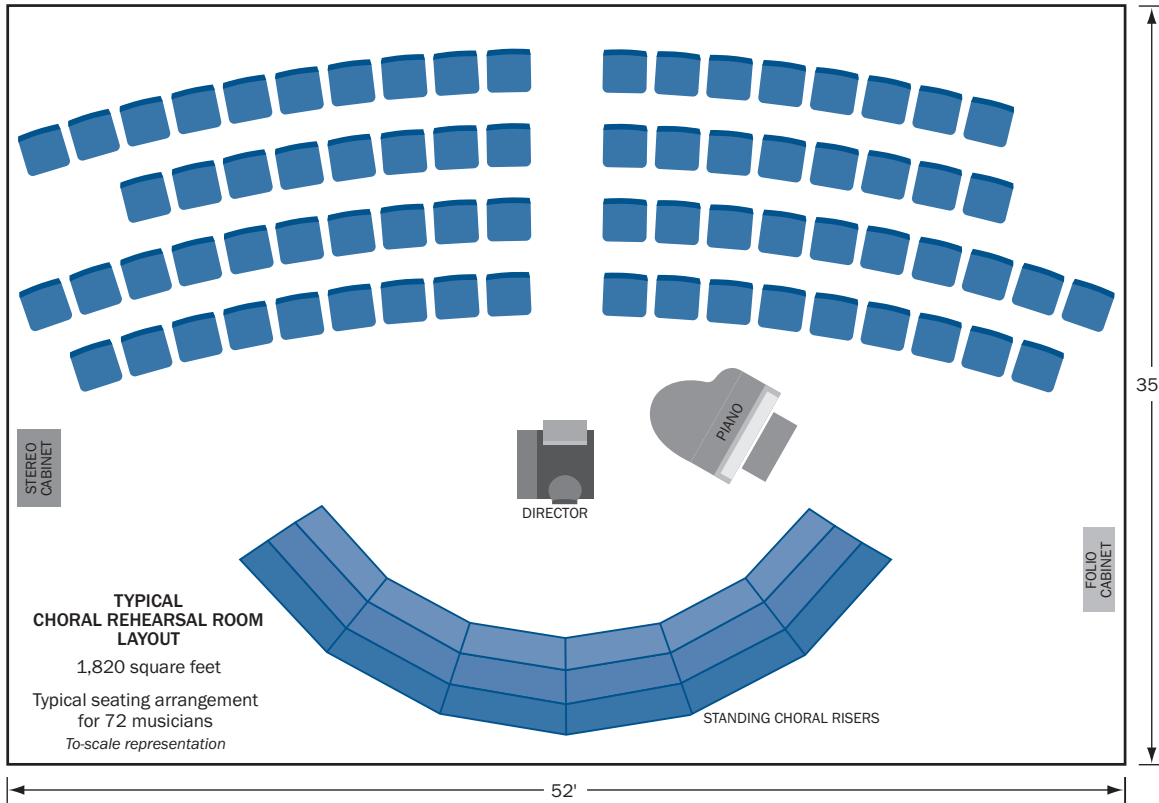 35
PIANO
STEREO
CABINET
DIRECTOR
FOLIO
CABINET
TYPICAL
CHORAL REHEARSAL ROOM
LAYOUT
1,820 square feet
Typical seating arrangement
for 72 musicians
To-scale representation
STANDING CHORAL RISERS
52'